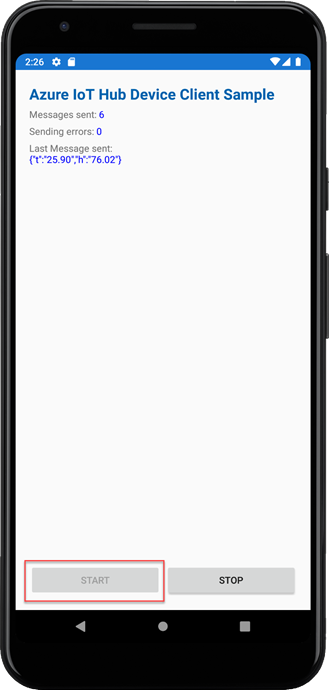 2:26
Azure IoT Hub Device Client Sample
Messages sent: 6
Sending errors: 0
Last Message sent:
{"t":"25.90","h":"76.02"}
START STOP